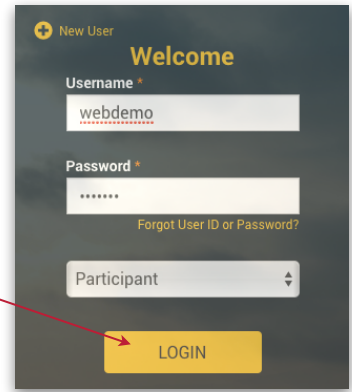 New User
Welcome
Username *
webdemo
Password *
•••••••
Forgot User ID or Password?
Participant
LOGIN